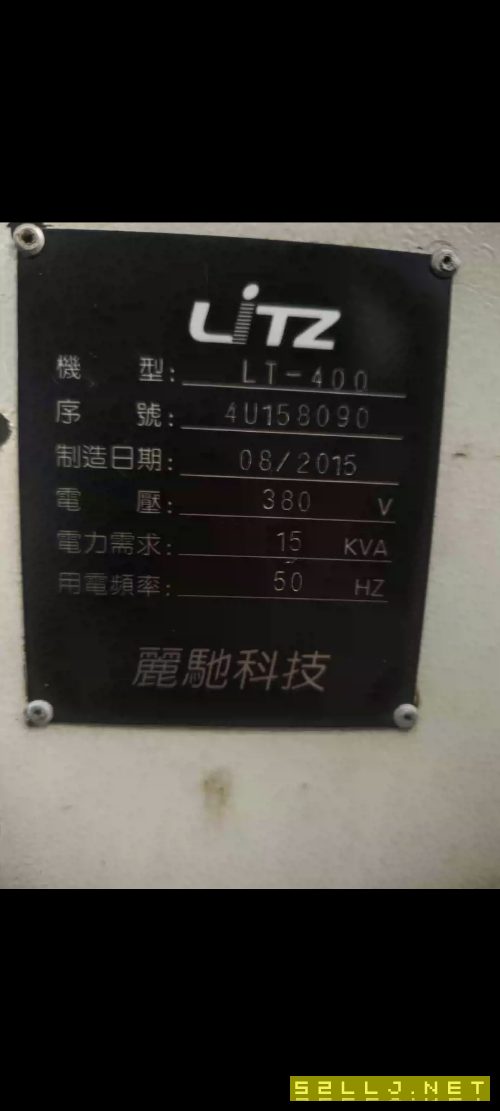 LiTZ
機 型: LT-400
序 號: 4U158090
制造日期: 08/2015
電 壓: 380 V
電力需求: 15 KVA
用電頻率: 50 HZ
麗馳科技
52LLJ.NET